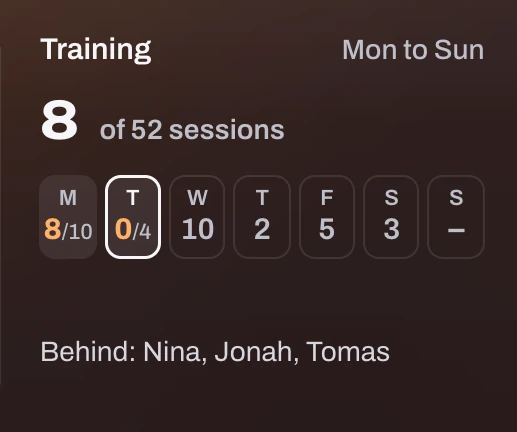 Training Mon to Sun
8 of 52 sessions
M T W T F S S
8/10 0/4 10 2 5 3 –
Behind: Nina, Jonah, Tomas